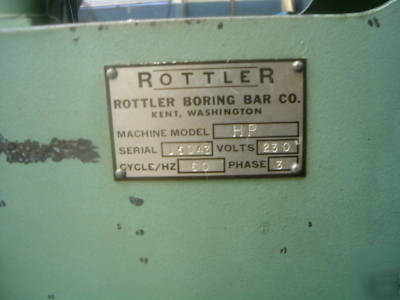 ROTTLER
ROTTLER BORING BAR CO.
KENT, WASHINGTON
MACHINE MODEL HP
SERIAL VOLTS 230
CYCLE/HZ 60 PHASE 3